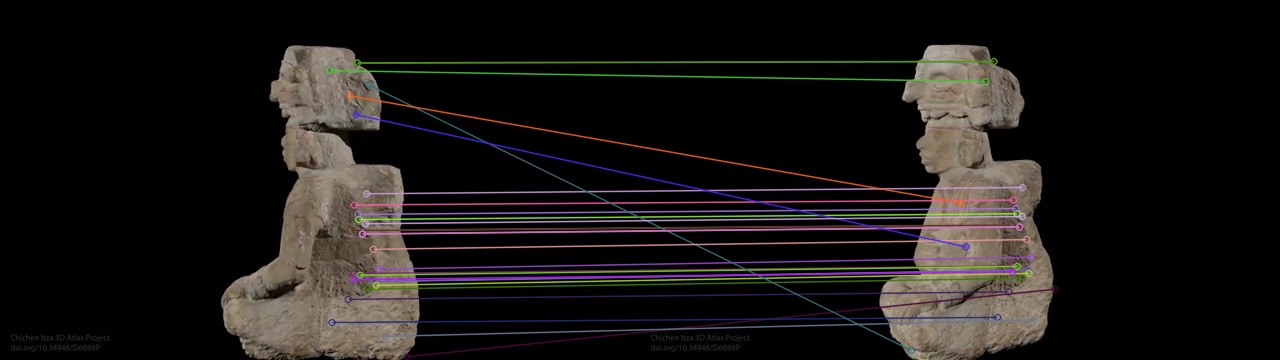 Chichen Itza 3D Atlas Project
doi.org/10.34946/D6B88P
Chichen Itza 3D Atlas Project
doi.org/10.34946/D6B88P